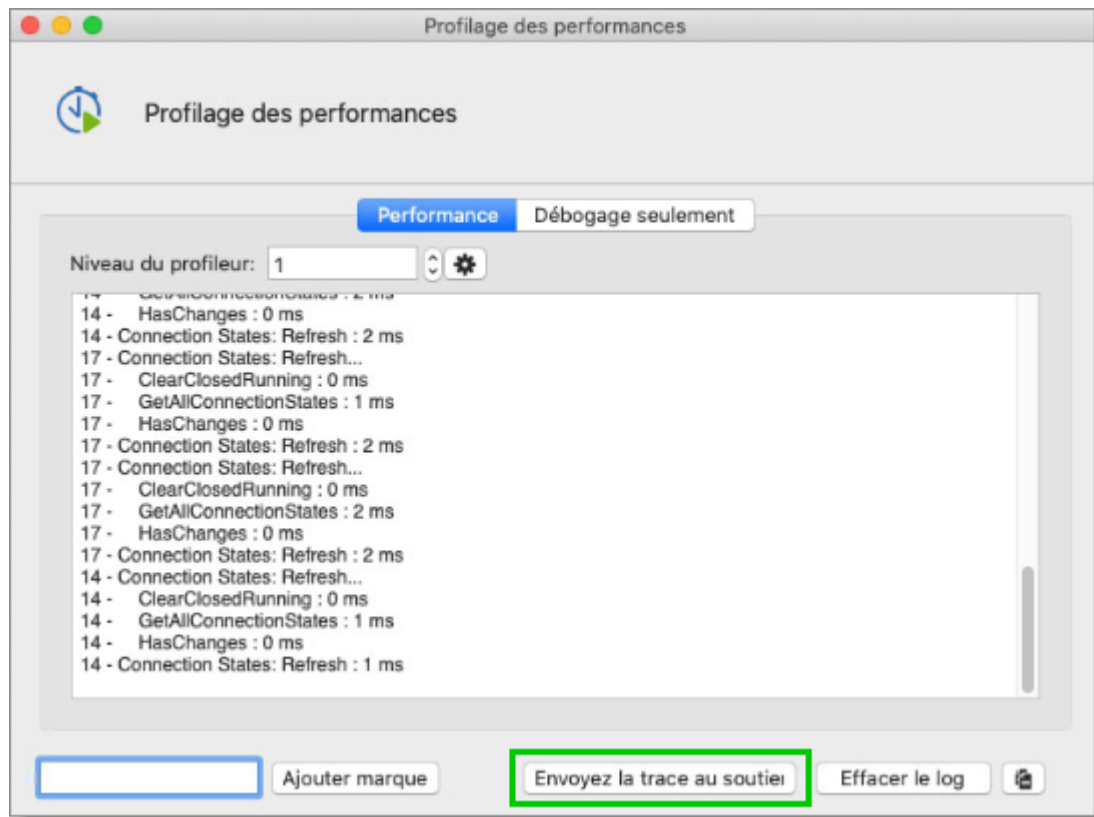 Profilage des performances
Profilage des performances
Performance Débogage seulement
Niveau du profileur: 1
14 - GetAllConnectionStates : 2 ms
14 - HasChanges : 0 ms
14 - Connection States: Refresh : 2 ms
17 - Connection States: Refresh...
17 - ClearClosedRunning : 0 ms
17 - GetAllConnectionStates : 1 ms
17 - HasChanges : 0 ms
17 - Connection States: Refresh : 2 ms
17 - Connection States: Refresh...
17 - ClearClosedRunning : 0 ms
17 - GetAllConnectionStates : 2 ms
17 - HasChanges : 0 ms
17 - Connection States: Refresh : 2 ms
14 - Connection States: Refresh...
14 - ClearClosedRunning : 0 ms
14 - GetAllConnectionStates : 1 ms
14 - HasChanges : 0 ms
14 - Connection States: Refresh : 1 ms
Ajouter marque Envoyez la trace au soutie Effacer le log